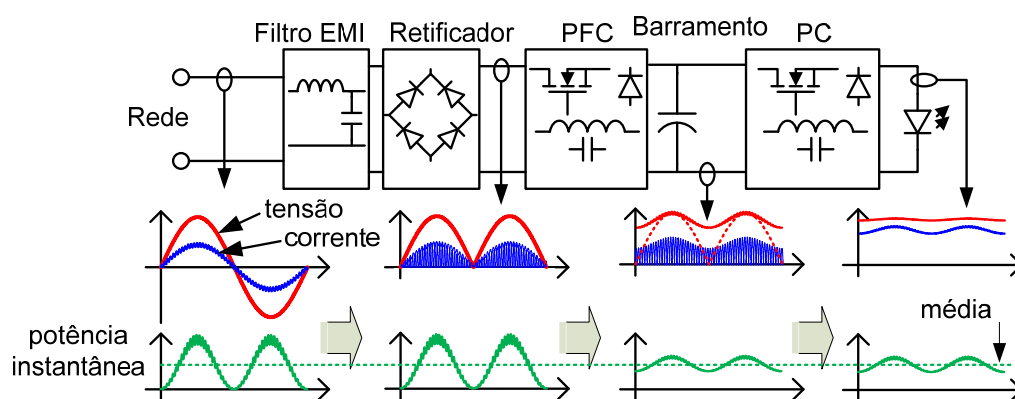 Filtro EMI
Retificador
PFC
Barramento
PC
Rede
tensão
corrente
potência
instantânea
média